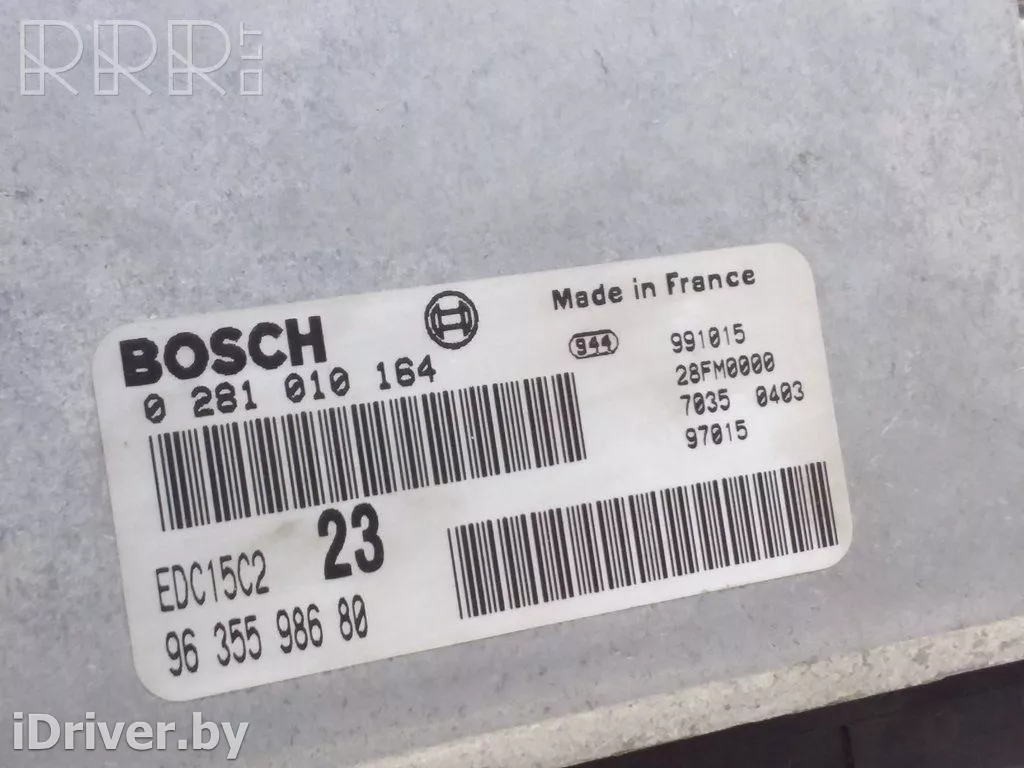 RRR.LT
BOSCH
0 281 010 164
Made in France
944
991015
28FM0000
7035 0403
97015
23
EDC15C2
96 355 986 80
iDriver.by